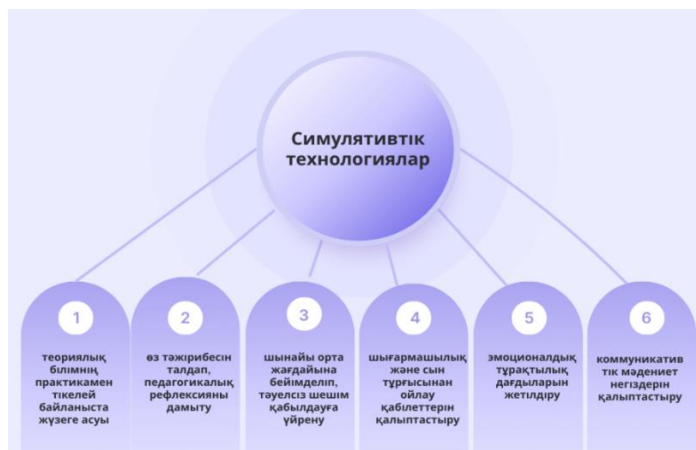 Симулятивтік
технологиялар
1
теориялық
білімнің
практикамен
тікелей
байланыста
жүзеге асуы
2
өз тәжірибесін
талдап,
педагогикалық
рефлексияны
дамыту
3
шынайы орта
жағдайына
бейімделіп,
тәуелсіз шешім
қабылдауға
үйрену
4
шығармашылық
және сын
тұрғысынан
ойлау
қабілеттерін
қалыптастыру
5
эмоционалдық
тұрақтылық
дағдыларын
жетілдіру
6
коммуникатив
тік мәдениет
негіздерін
қалыптастыру